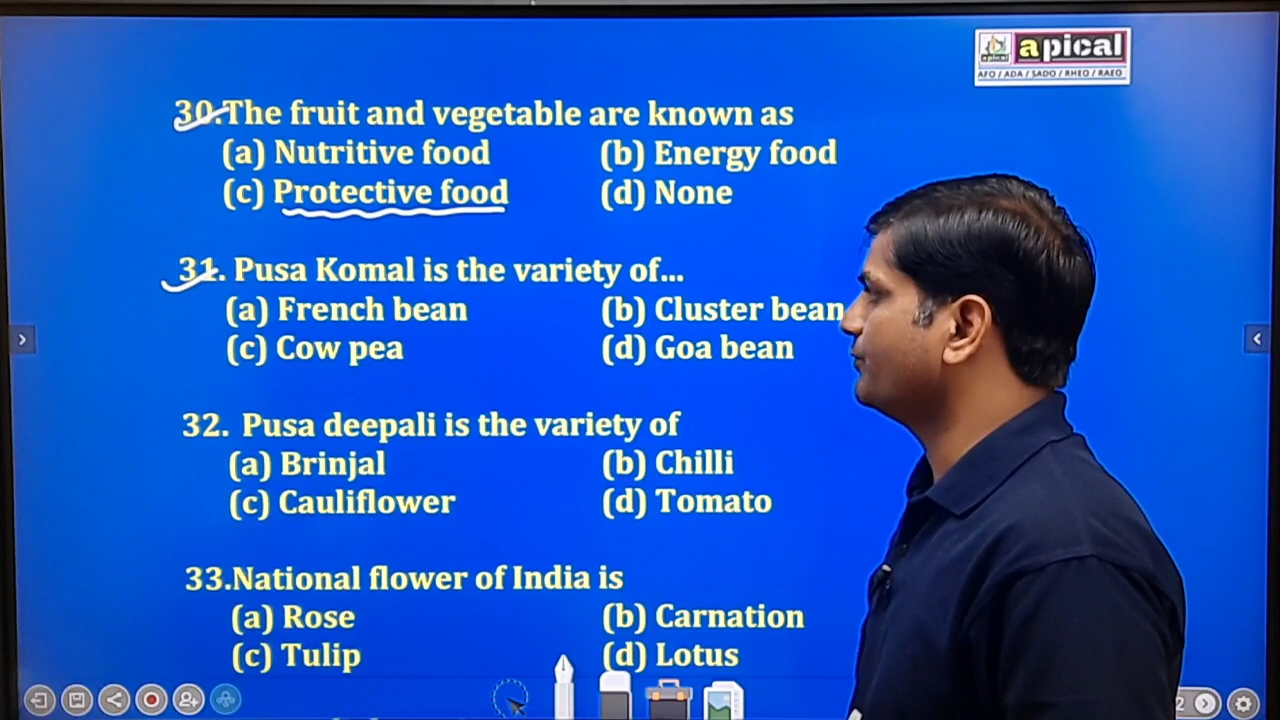 apical
apical
AFO / ADA / SADO / RHEO / RAEO
30.The fruit and vegetable are known as
(a) Nutritive food (b) Energy food
(c) Protective food (d) None
31. Pusa Komal is the variety of...
(a) French bean (b) Cluster bean
(c) Cow pea (d) Goa bean
32. Pusa deepali is the variety of
(a) Brinjal (b) Chilli
(c) Cauliflower (d) Tomato
33.National flower of India is
(a) Rose (b) Carnation
(c) Tulip (d) Lotus
2